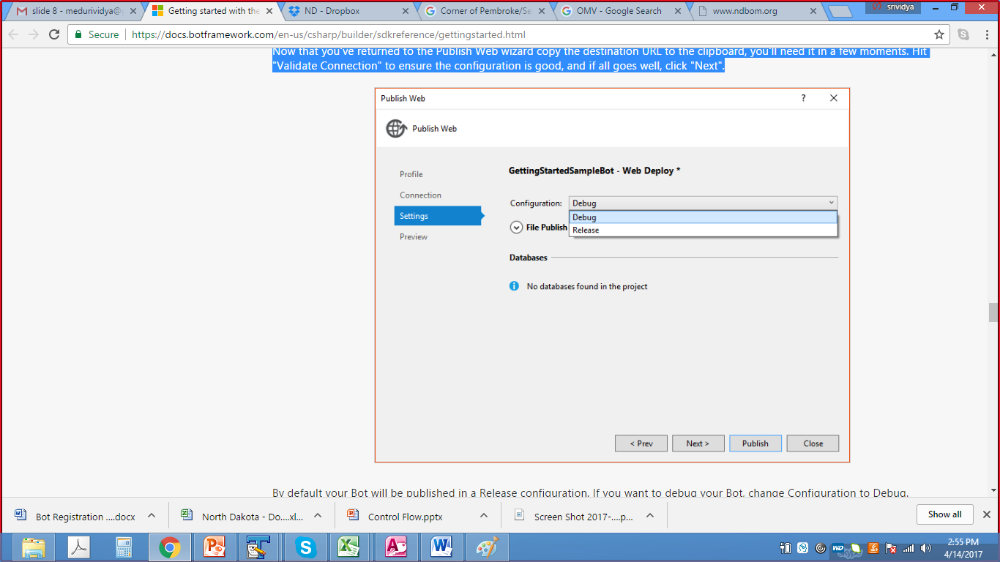 slide 8 - medurividya@
Getting started with the
ND - Dropbox
Corner of Pembroke/Se
OMV - Google Search
www.ndbom.org
srividya
Secure
https://docs.botframework.com/en-us/csharp/builder/sdkreference/gettingstarted.html
Now that you've returned to the Publish Web wizard copy the destination URL to the clipboard, you'll need it in a few moments. Hit
"Validate Connection" to ensure the configuration is good, and if all goes well, click "Next".
Publish Web
?
Publish Web
Profile
Connection
Settings
Preview
GettingStartedSampleBot - Web Deploy *
Configuration: Debug
Debug
Release
File Publish
Databases
No databases found in the project
< Prev
Next >
Publish
Close
By default your Bot will be published in a Release configuration. If you want to debug your Bot, change Configuration to Debug.
Bot Registration ....docx
North Dakota - Do....xl...
Control Flow.pptx
Screen Shot 2017-....p...
Show all
2:55 PM
4/14/2017